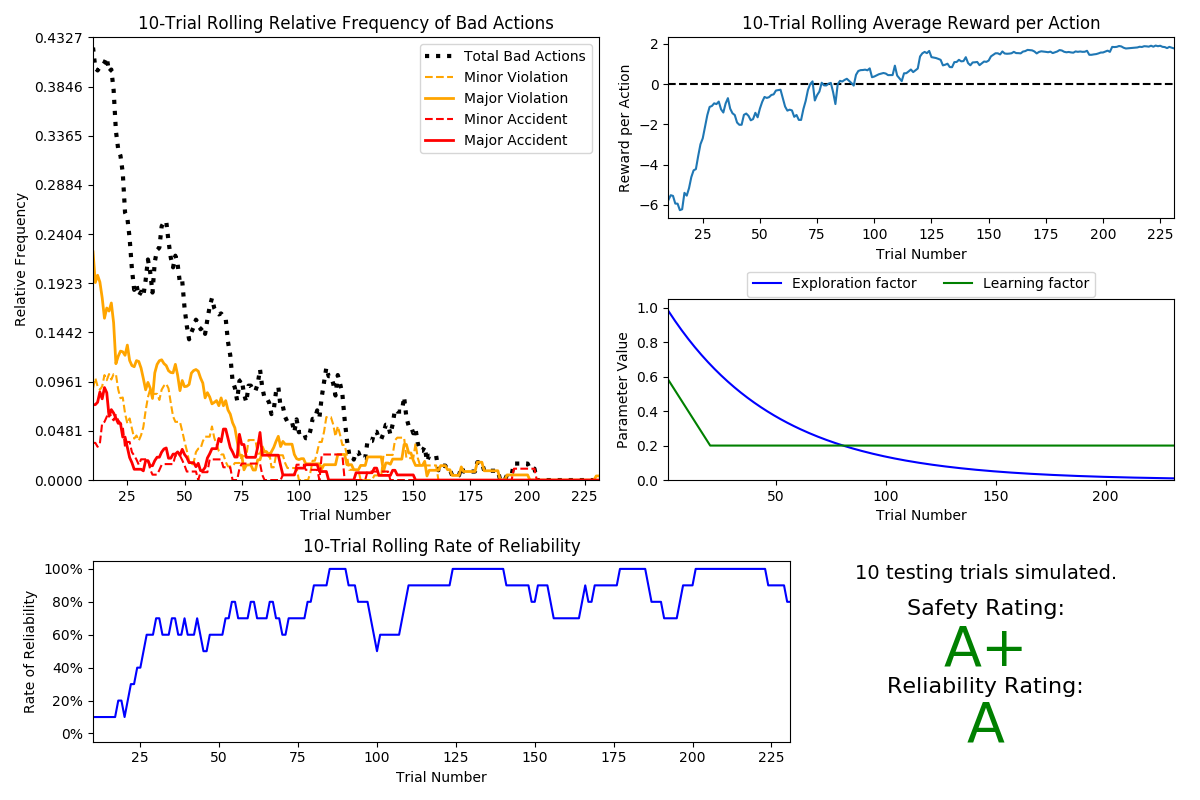 10-Trial Rolling Relative Frequency of Bad Actions
0.4327
0.3846
0.3365
0.2884
0.2404
0.1923
0.1442
0.0961
0.0481
0.0000
Relative Frequency
Total Bad Actions
Minor Violation
Major Violation
Minor Accident
Major Accident
25 50 75 100 125 150 175 200 225
Trial Number
10-Trial Rolling Average Reward per Action
2
0
−2
−4
−6
Reward per Action
25 50 75 100 125 150 175 200 225
Trial Number
Exploration factor Learning factor
1.0
0.8
0.6
0.4
0.2
0.0
Parameter Value
50 100 150 200
Trial Number
10-Trial Rolling Rate of Reliability
100%
80%
60%
40%
20%
0%
Rate of Reliability
25 50 75 100 125 150 175 200 225
Trial Number
10 testing trials simulated.
Safety Rating:
A+
Reliability Rating:
A